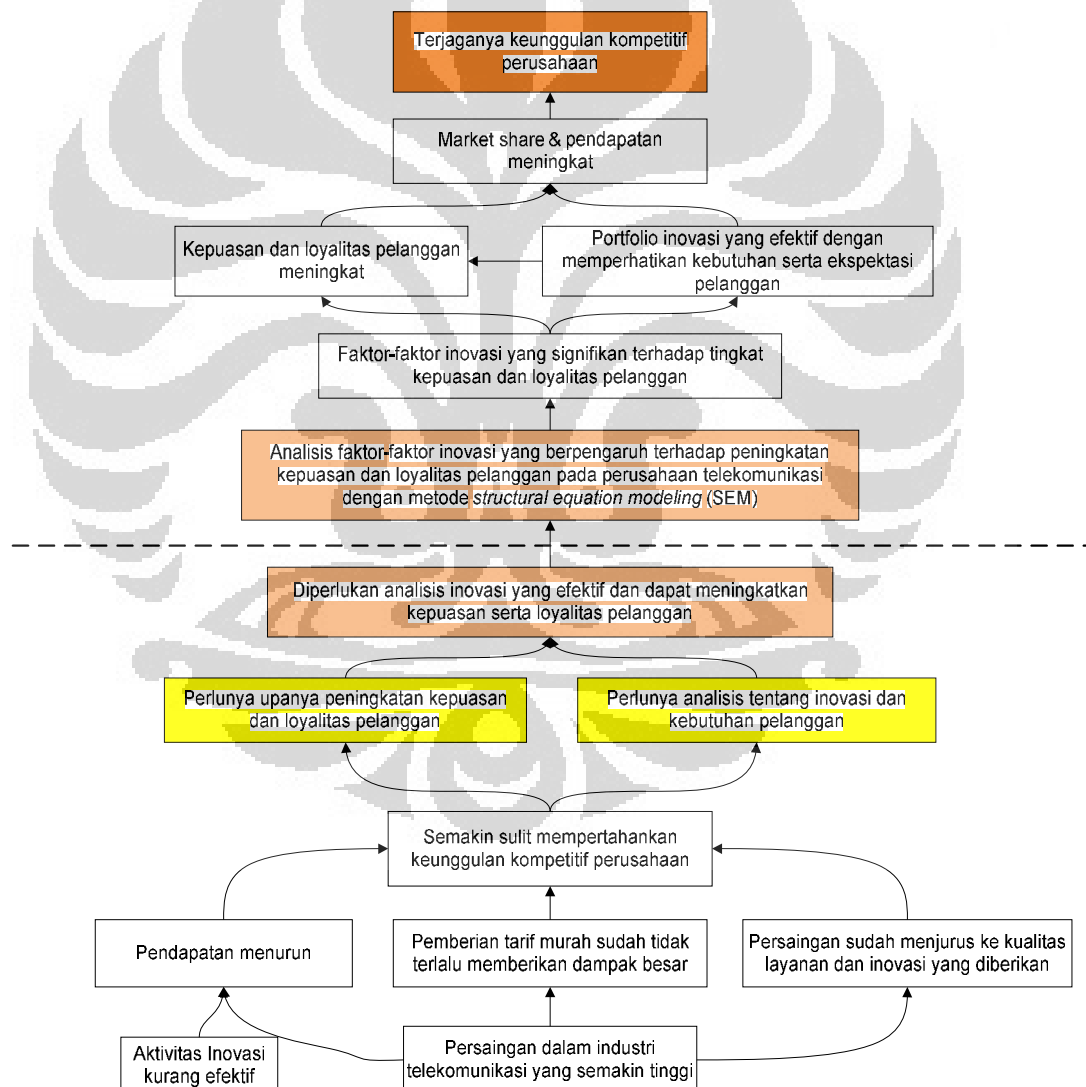 Terjaganya keunggulan kompetitif
perusahaan
Market share & pendapatan
meningkat
Kepuasan dan loyalitas pelanggan
meningkat
Portfolio inovasi yang efektif dengan
memperhatikan kebutuhan serta ekspektasi
pelanggan
Faktor-faktor inovasi yang signifikan terhadap tingkat
kepuasan dan loyalitas pelanggan
Analisis faktor-faktor inovasi yang berpengaruh terhadap peningkatan
kepuasan dan loyalitas pelanggan pada perusahaan telekomunikasi
dengan metode structural equation modeling (SEM)
Diperlukan analisis inovasi yang efektif dan dapat meningkatkan
kepuasan serta loyalitas pelanggan
Perlunya upanya peningkatan kepuasan
dan loyalitas pelanggan
Perlunya analisis tentang inovasi dan
kebutuhan pelanggan
Semakin sulit mempertahankan
keunggulan kompetitif perusahaan
Pendapatan menurun
Pemberian tarif murah sudah tidak
terlalu memberikan dampak besar
Persaingan sudah menjurus ke kualitas
layanan dan inovasi yang diberikan
Aktivitas Inovasi
kurang efektif
Persaingan dalam industri
telekomunikasi yang semakin tinggi